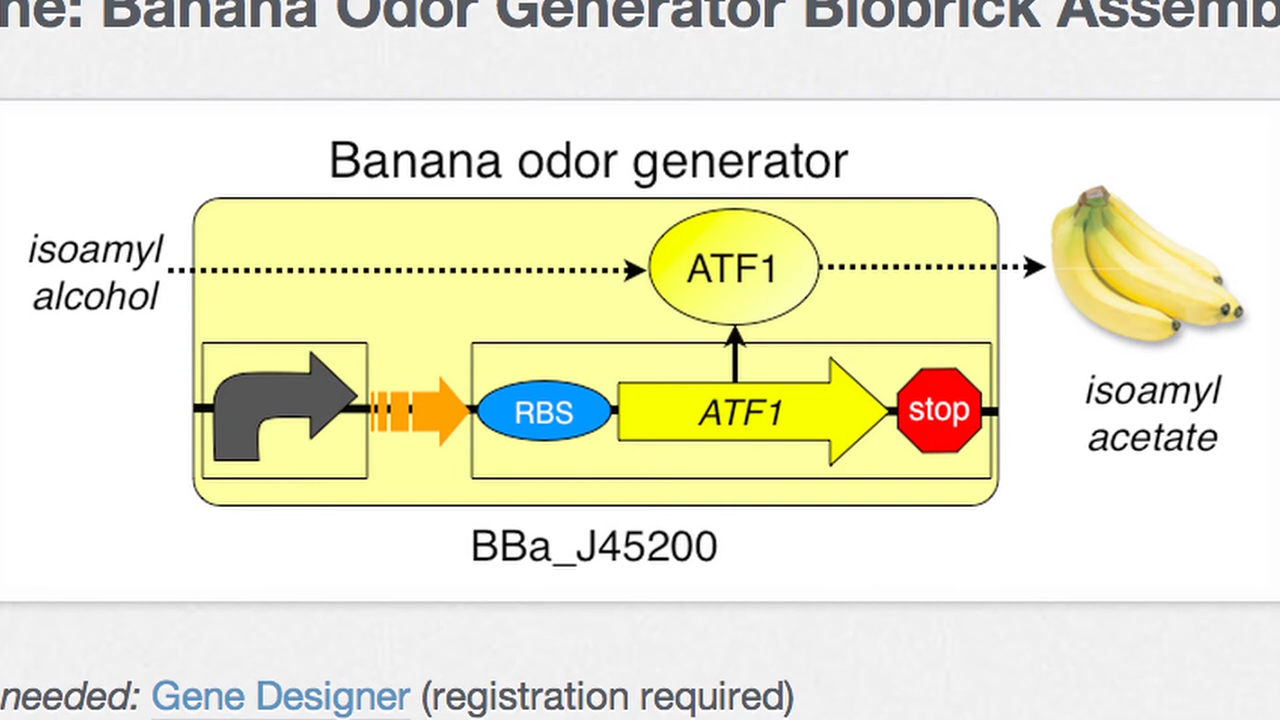 ne: Banana Odor Generator Biobrick Assemb
Banana odor generator
isoamyl
alcohol
ATF1
RBS
ATF1
stop
isoamyl
acetate
BBa_J45200
needed: Gene Designer (registration required)